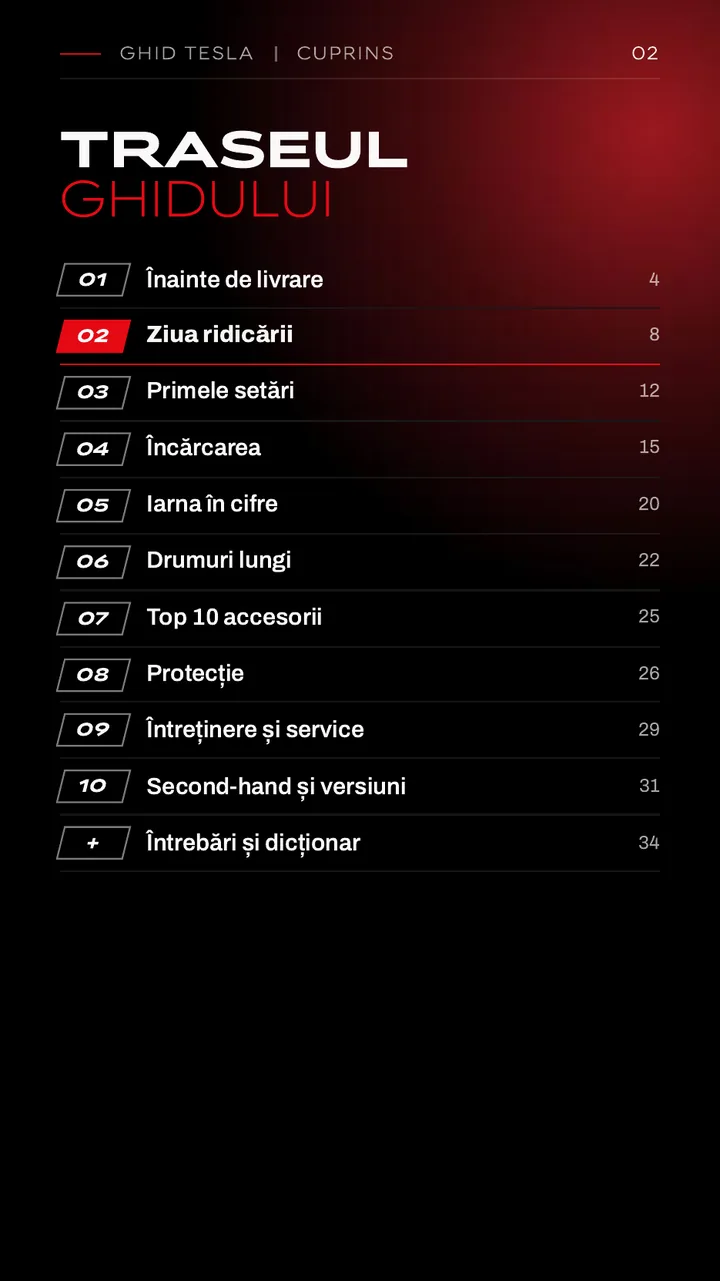 GHID TESLA | CUPRINS 02
TRASEUL
GHIDULUI
01 Înainte de livrare 4
02 Ziua ridicării 8
03 Primele setări 12
04 Încărcarea 15
05 Iarna în cifre 20
06 Drumuri lungi 22
07 Top 10 accesorii 25
08 Protecție 26
09 Întreținere și service 29
10 Second-hand și versiuni 31
+ Întrebări și dicționar 34